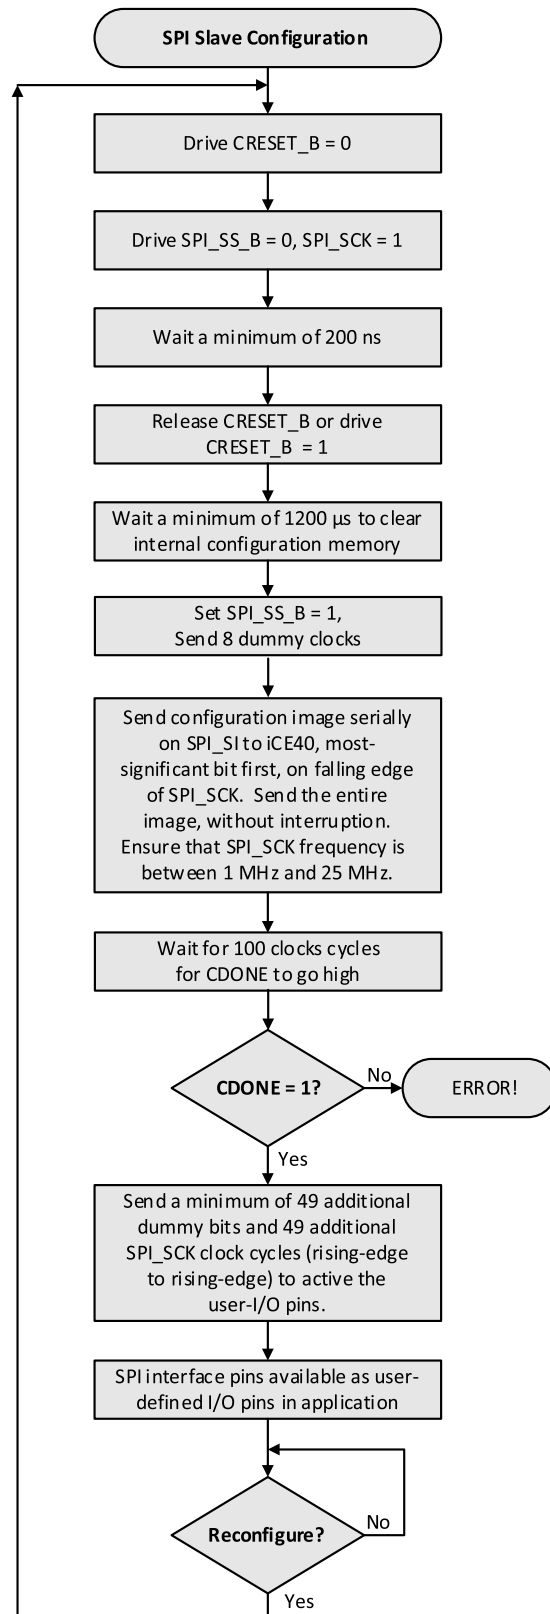 SPI Slave Configuration
Drive CRESET_B = 0
Drive SPI_SS_B = 0, SPI_SCK = 1
Wait a minimum of 200 ns
Release CRESET_B or drive
CRESET_B = 1
Wait a minimum of 1200 µs to clear
internal configuration memory
Set SPI_SS_B = 1,
Send 8 dummy clocks
Send configuration image serially
on SPI_SI to iCE40, most-
significant bit first, on falling edge
of SPI_SCK. Send the entire
image, without interruption.
Ensure that SPI_SCK frequency is
between 1 MHz and 25 MHz.
Wait for 100 clocks cycles
for CDONE to go high
CDONE = 1?
No
ERROR!
Yes
Send a minimum of 49 additional
dummy bits and 49 additional
SPI_SCK clock cycles (rising-edge
to rising-edge) to active the
user-I/O pins.
SPI interface pins available as user-
defined I/O pins in application
Reconfigure?
No
Yes